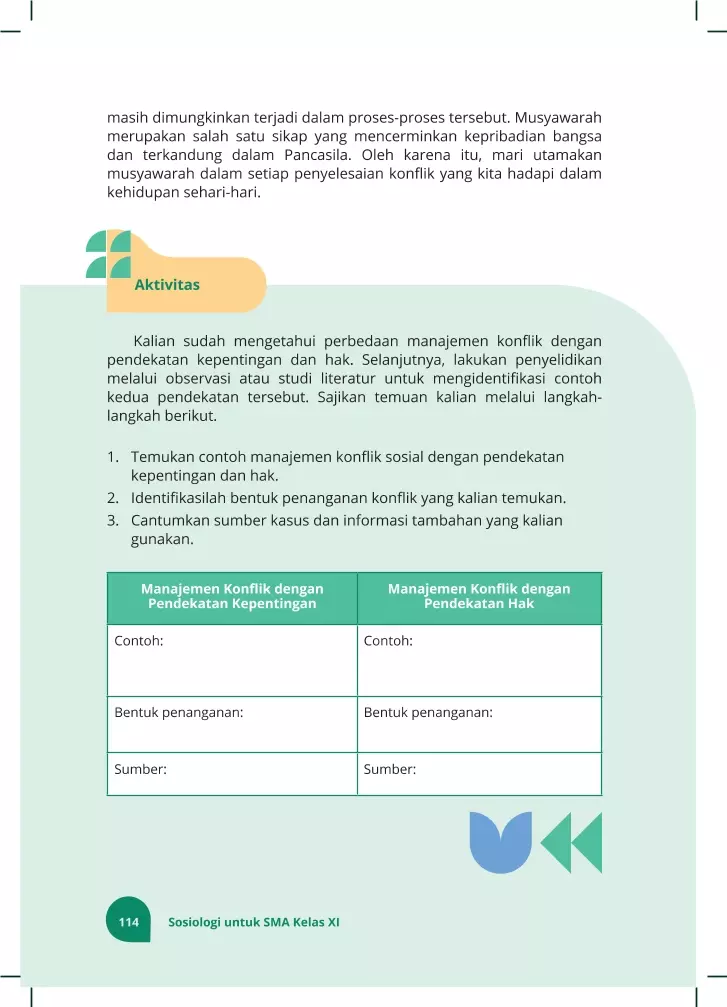 masih dimungkinkan terjadi dalam proses-proses tersebut. Musyawarah
merupakan salah satu sikap yang mencerminkan kepribadian bangsa
dan terkandung dalam Pancasila. Oleh karena itu, mari utamakan
musyawarah dalam setiap penyelesaian konflik yang kita hadapi dalam
kehidupan sehari-hari.
Aktivitas
Kalian sudah mengetahui perbedaan manajemen konflik dengan
pendekatan kepentingan dan hak. Selanjutnya, lakukan penyelidikan
melalui observasi atau studi literatur untuk mengidentifikasi contoh
kedua pendekatan tersebut. Sajikan temuan kalian melalui langkah-
langkah berikut.
1. Temukan contoh manajemen konflik sosial dengan pendekatan
kepentingan dan hak.
2. Identifikasilah bentuk penanganan konflik yang kalian temukan.
3. Cantumkan sumber kasus dan informasi tambahan yang kalian
gunakan.
Manajemen Konflik dengan
Pendekatan Kepentingan
Manajemen Konflik dengan
Pendekatan Hak
Contoh:
Contoh:
Bentuk penanganan:
Bentuk penanganan:
Sumber:
Sumber:
114 Sosiologi untuk SMA Kelas XI